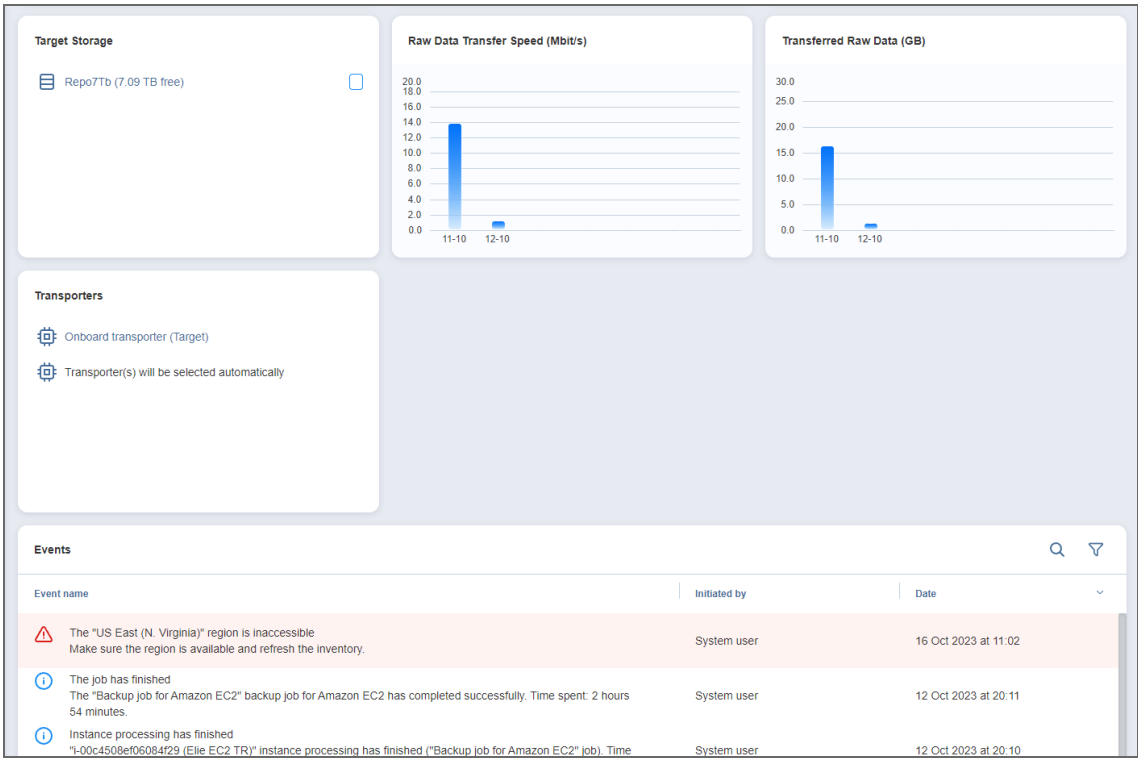 Target Storage
Repo7Tb (7.09 TB free)
Raw Data Transfer Speed (Mbit/s)
20.0
18.0
16.0
14.0
12.0
10.0
8.0
6.0
4.0
2.0
0.0
11-10 12-10
Transferred Raw Data (GB)
30.0
25.0
20.0
15.0
10.0
5.0
0.0
11-10 12-10
Transporters
Onboard transporter (Target)
Transporter(s) will be selected automatically
Events
Event name Initiated by Date
The "US East (N. Virginia)" region is inaccessible
Make sure the region is available and refresh the inventory.
System user 16 Oct 2023 at 11:02
The job has finished
The "Backup job for Amazon EC2" backup job for Amazon EC2 has completed successfully. Time spent: 2 hours
54 minutes.
System user 12 Oct 2023 at 20:11
Instance processing has finished
"i-00c4508ef06084f29 (Elie EC2 TR)" instance processing has finished ("Backup job for Amazon EC2" job). Time
System user 12 Oct 2023 at 20:10